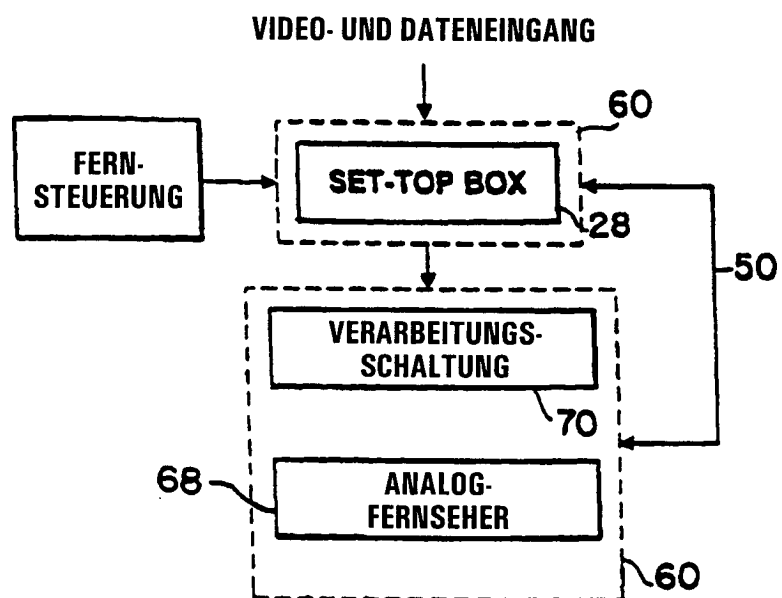 VIDEO- UND DATENEINGANG
60
FERN-
STEUERUNG
SET-TOP BOX
28
50
VERARBEITUNGS-
SCHALTUNG
70
68
ANALOG-
FERNSEHER
60